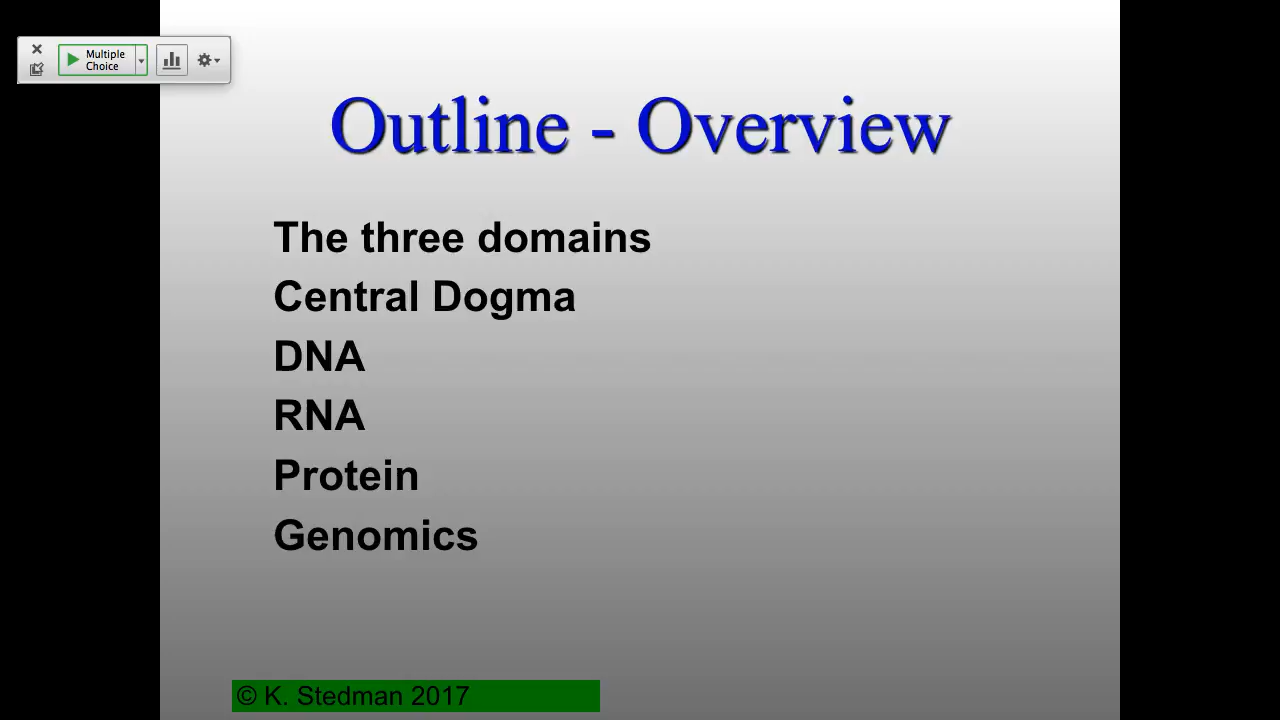 Multiple
Choice
Outline - Overview
The three domains
Central Dogma
DNA
RNA
Protein
Genomics
© K. Stedman 2017